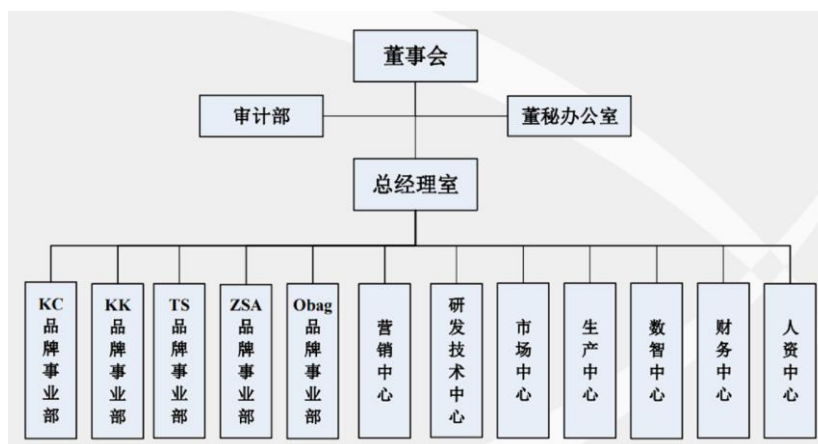 董事会
审计部
董秘办公室
总经理室
KC品牌事业部
KK品牌事业部
TS品牌事业部
ZSA品牌事业部
Obag品牌事业部
营销中心
研发技术中心
市场中心
生产中心
数智中心
财务中心
人资中心